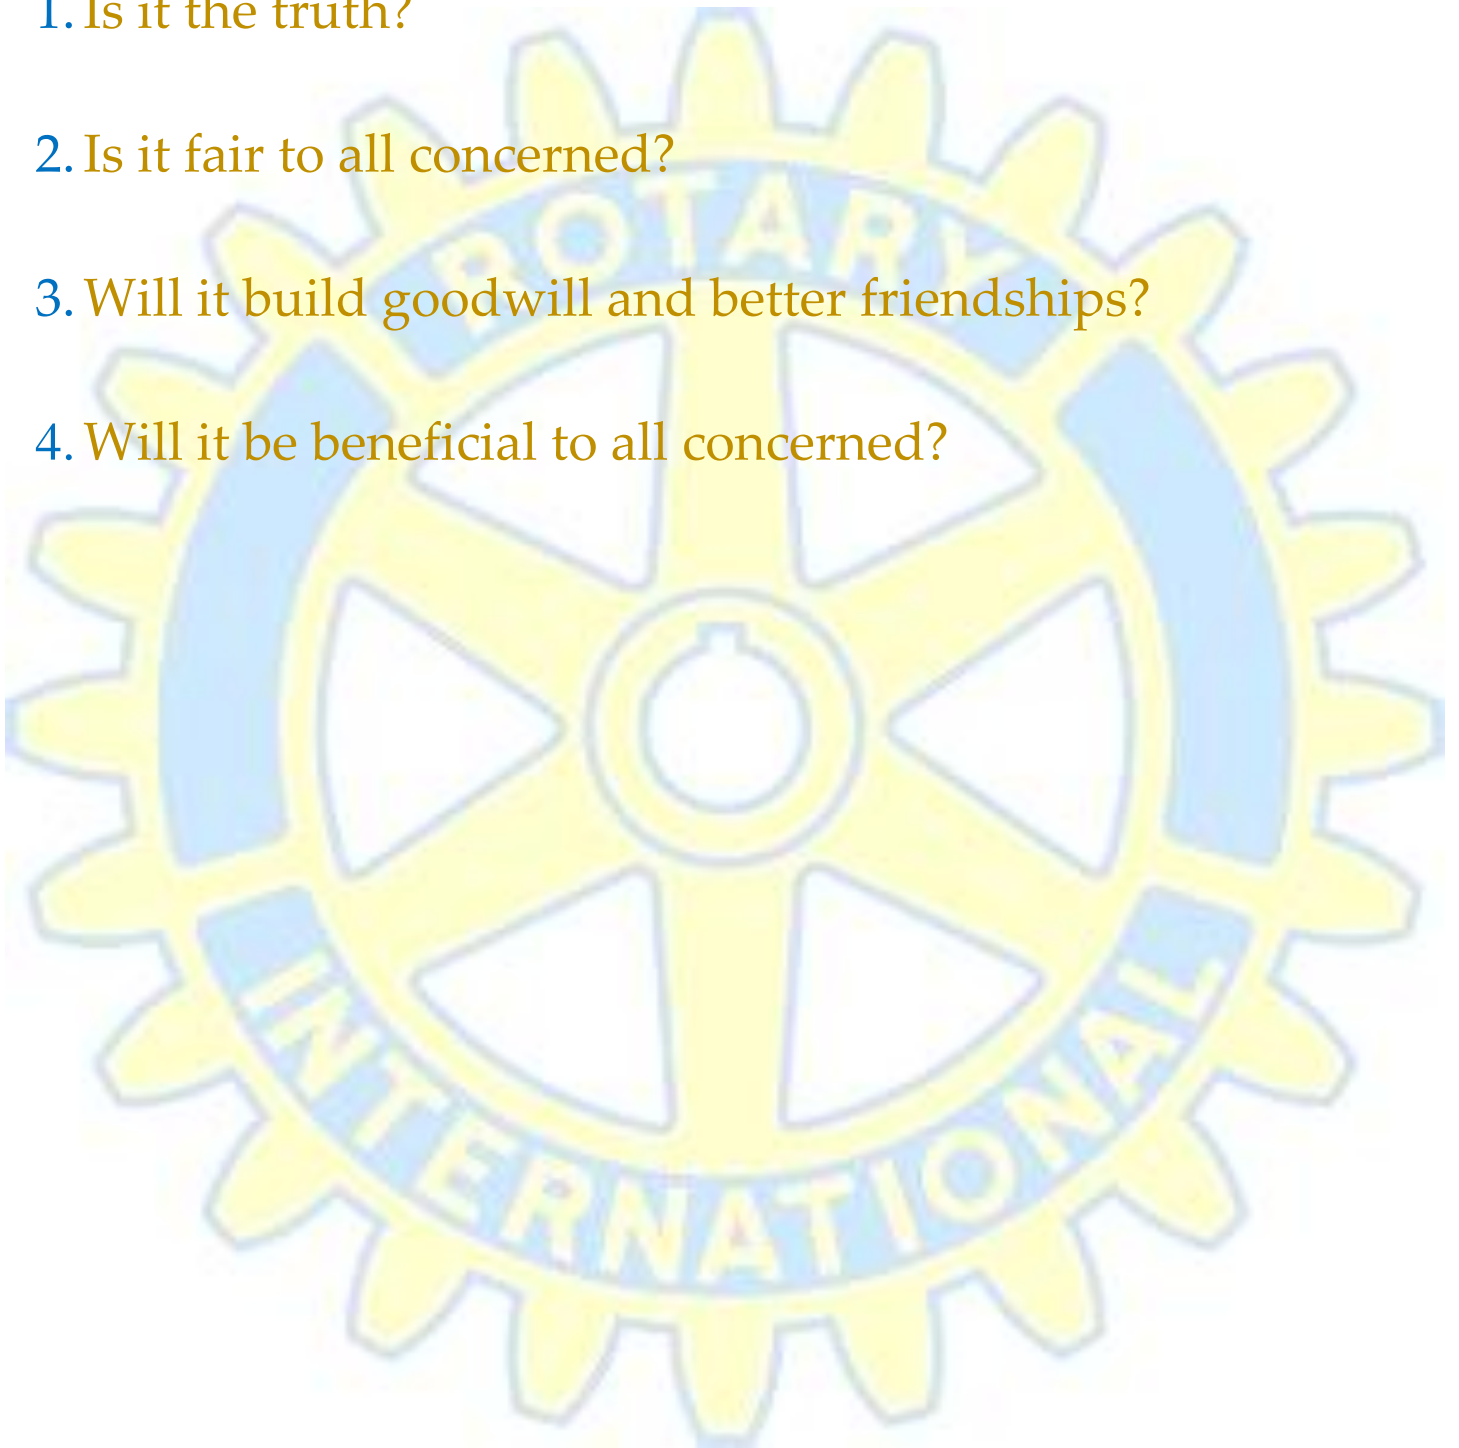 1. Is it the truth?
2. Is it fair to all concerned?
ROTARY
3. Will it build goodwill and better friendships?
4. Will it be beneficial to all concerned?
INTERNATIONAL